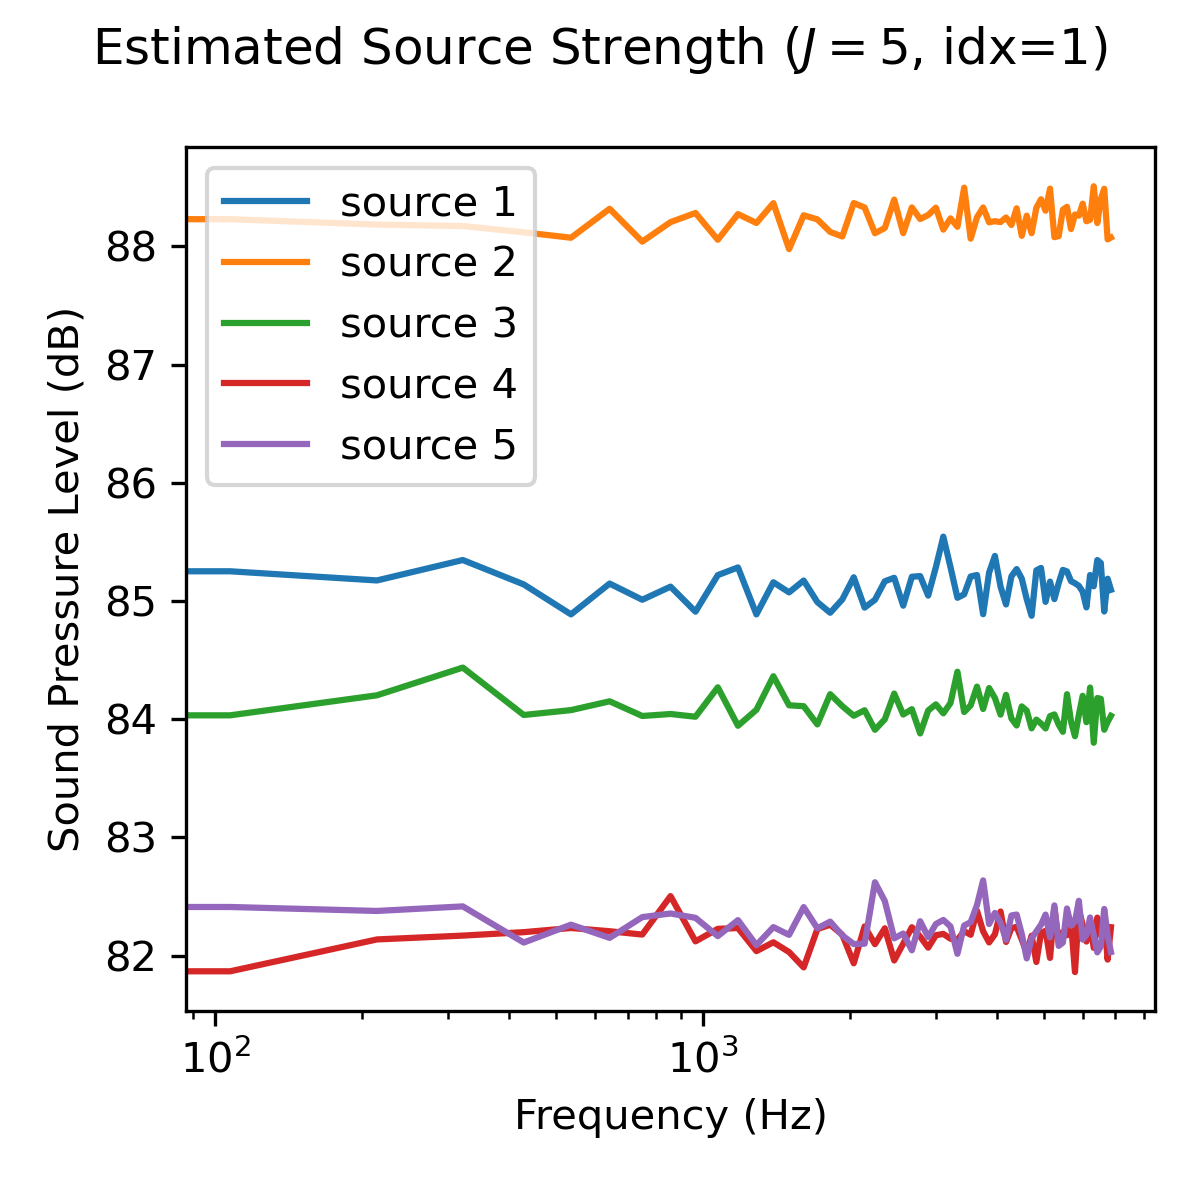 Estimated Source Strength (J = 5, idx=1)
source 1
source 2
source 3
source 4
source 5
88
87
86
85
84
83
82
Sound Pressure Level (dB)
10²
10³
Frequency (Hz)